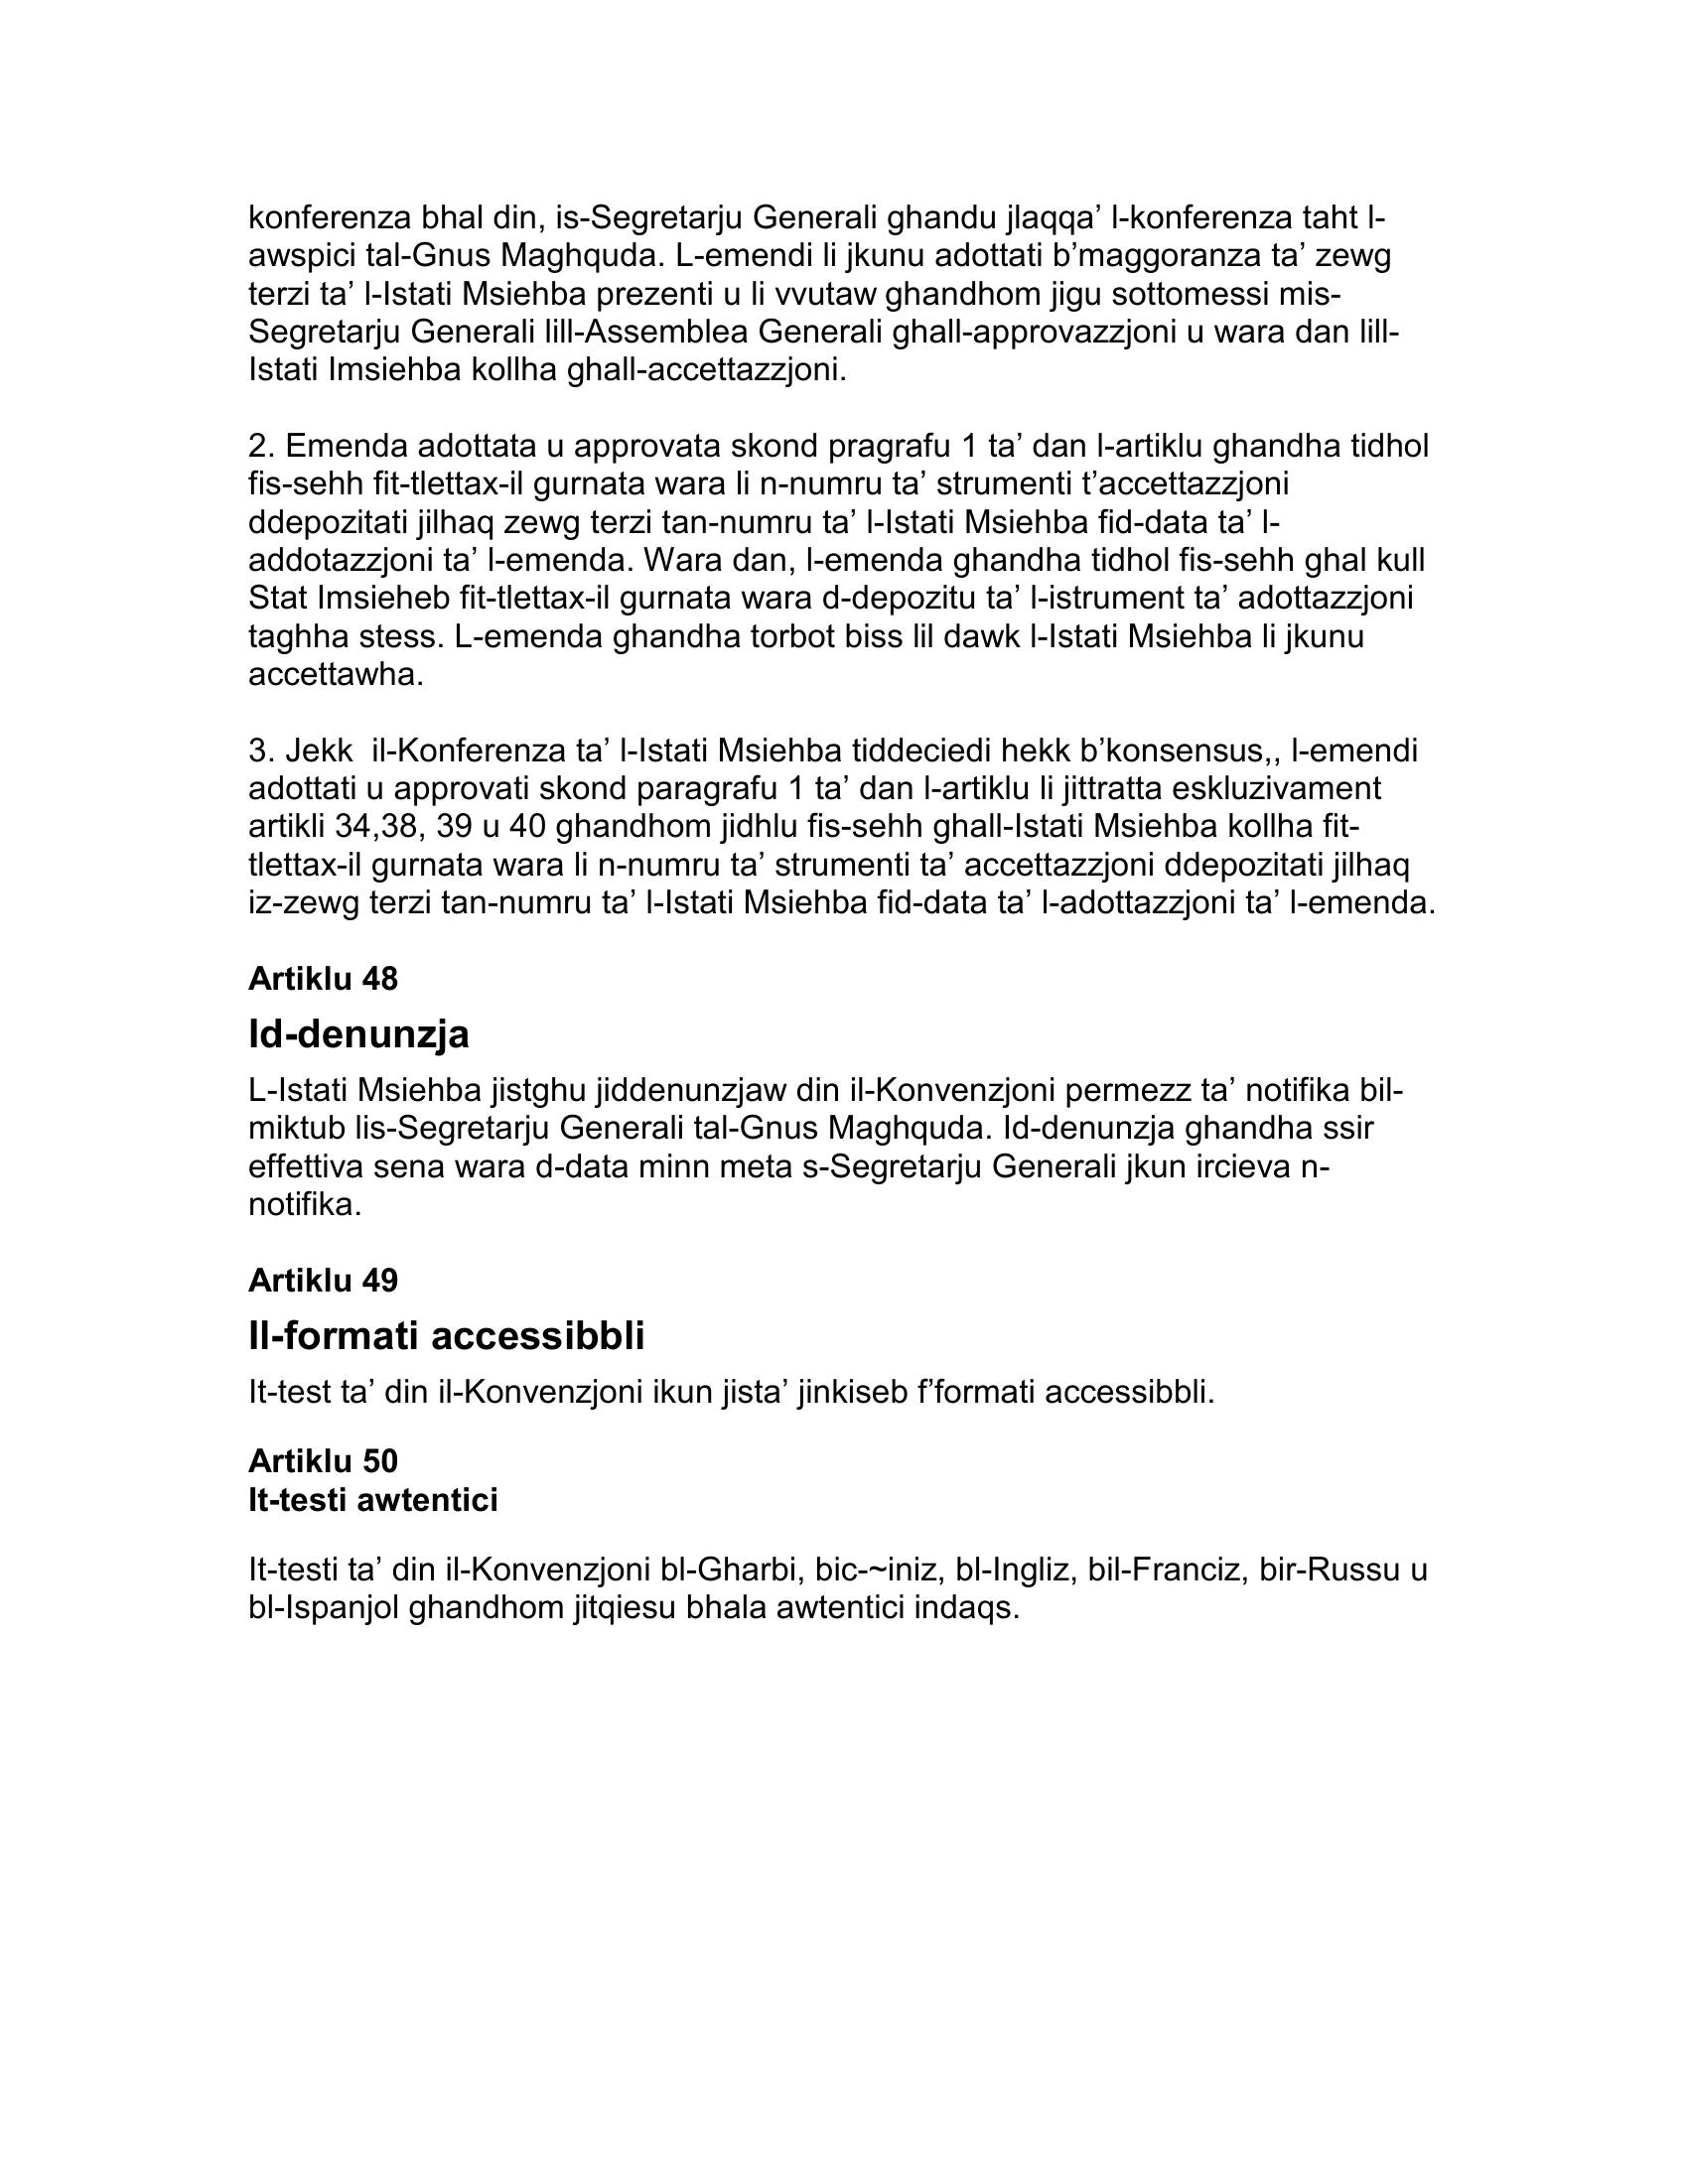 konferenza bhal din, is-Segretarju Generali ghandu jlaqqa’ l-konferenza taht l-
awspici tal-Gnus Maghquda. L-emendi li jkunu adottati b’maggoranza ta’ zewg
terzi ta’ l-Istati Msiehba prezenti u li vvutaw ghandhom jigu sottomessi mis-
Segretarju Generali lill-Assemblea Generali ghall-approvazzjoni u wara dan lill-
Istati Imsiehba kollha ghall-accettazzjoni.
2. Emenda adottata u approvata skond pragrafu 1 ta’ dan l-artiklu ghandha tidhol
fis-sehh fit-tlettax-il gurnata wara li n-numru ta’ strumenti t’accettazzjoni
ddepozitati jilhaq zewg terzi tan-numru ta’ l-Istati Msiehba fid-data ta’ l-
addotazzjoni ta’ l-emenda. Wara dan, l-emenda ghandha tidhol fis-sehh ghal kull
Stat Imsieheb fit-tlettax-il gurnata wara d-depozitu ta’ l-istrument ta’ adottazzjoni
taghha stess. L-emenda ghandha torbot biss lil dawk l-Istati Msiehba li jkunu
accettawha.
3. Jekk  il-Konferenza ta’ l-Istati Msiehba tiddeciedi hekk b’konsensus,, l-emendi
adottati u approvati skond paragrafu 1 ta’ dan l-artiklu li jittratta eskluzivament
artikli 34,38, 39 u 40 ghandhom jidhlu fis-sehh ghall-Istati Msiehba kollha fit-
tlettax-il gurnata wara li n-numru ta’ strumenti ta’ accettazzjoni ddepozitati jilhaq
iz-zewg terzi tan-numru ta’ l-Istati Msiehba fid-data ta’ l-adottazzjoni ta’ l-emenda.
Artiklu 48
Id-denunzja
L-Istati Msiehba jistghu jiddenunzjaw din il-Konvenzjoni permezz ta’ notifika bil-
miktub lis-Segretarju Generali tal-Gnus Maghquda. Id-denunzja ghandha ssir
effettiva sena wara d-data minn meta s-Segretarju Generali jkun ircieva n-
notifika.
Artiklu 49
Il-formati accessibbli
It-test ta’ din il-Konvenzjoni ikun jista’ jinkiseb f’formati accessibbli.
Artiklu 50
It-testi awtentici
It-testi ta’ din il-Konvenzjoni bl-Gharbi, bic-~iniz, bl-Ingliz, bil-Franciz, bir-Russu u
bl-Ispanjol ghandhom jitqiesu bhala awtentici indaqs.